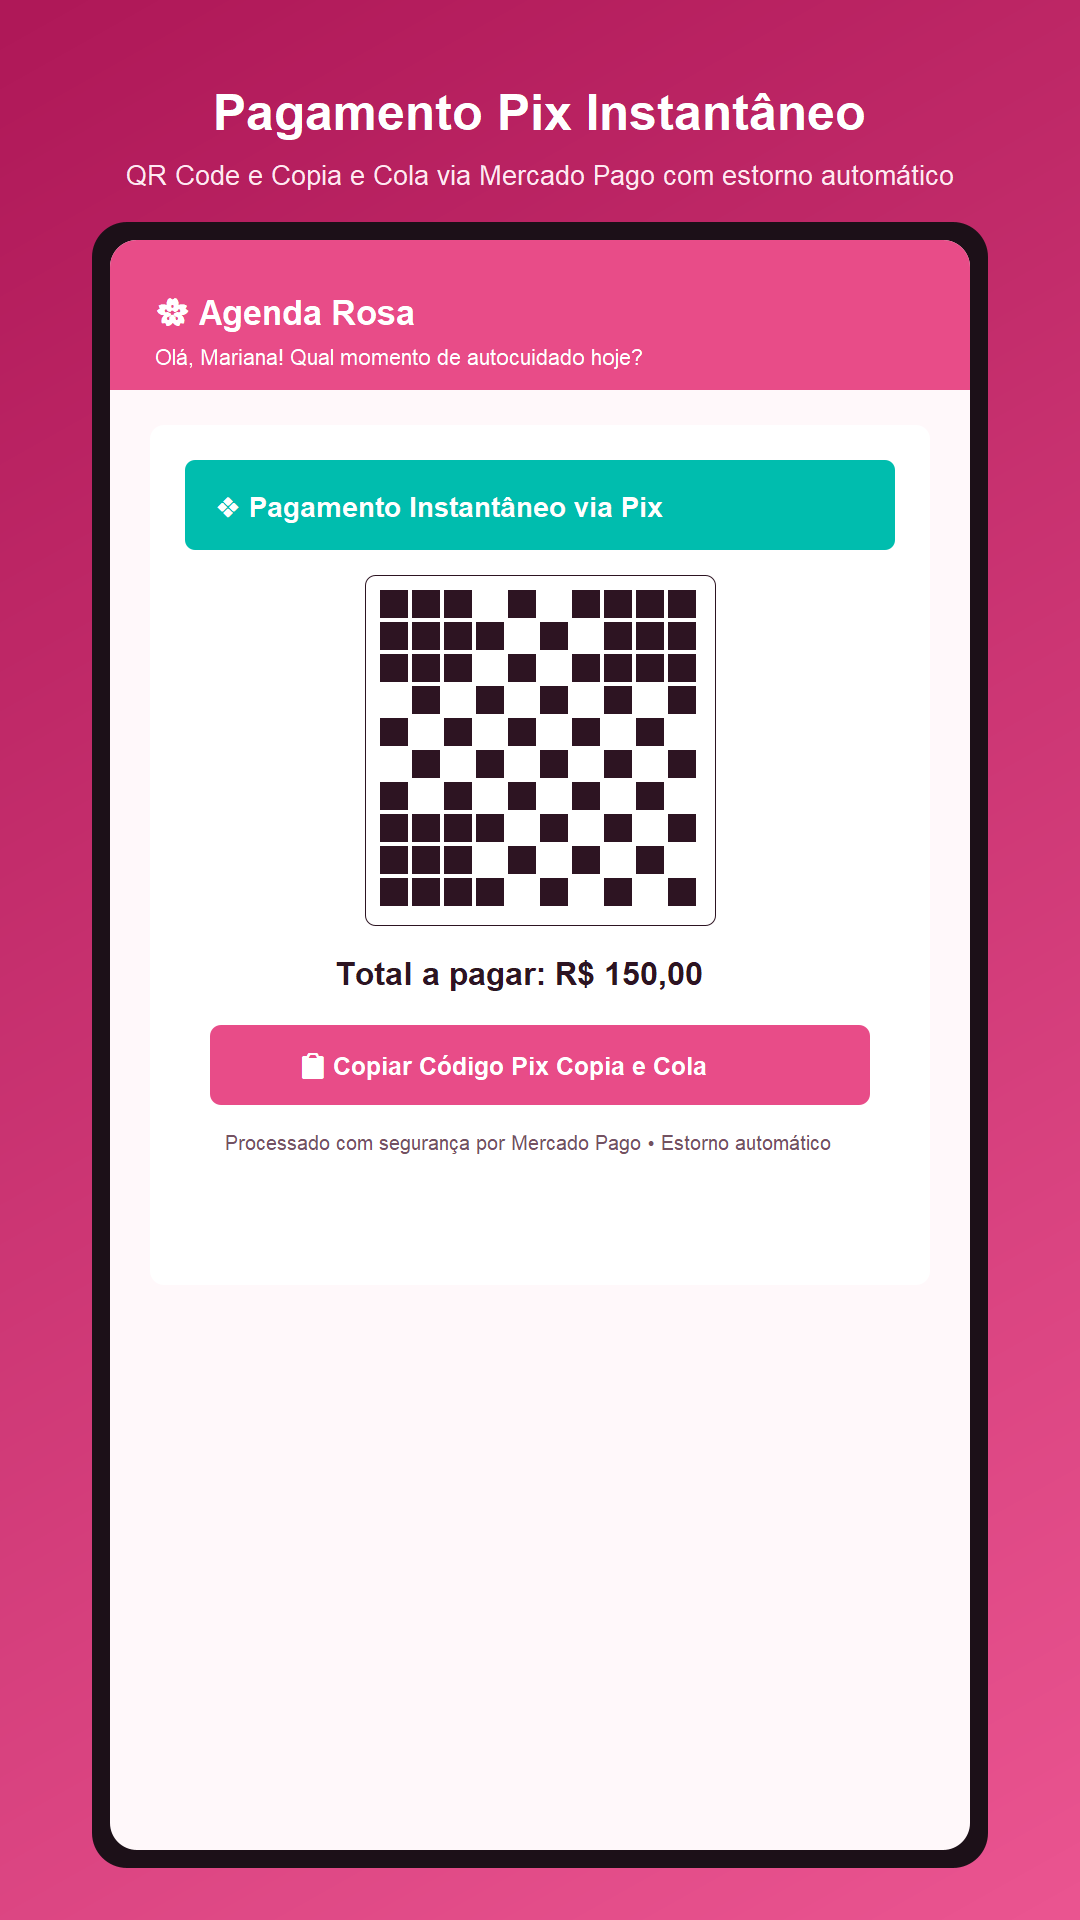 Pagamento Pix Instantâneo
QR Code e Copia e Cola via Mercado Pago com estorno automático
Agenda Rosa
Olá, Mariana! Qual momento de autocuidado hoje?
❖ Pagamento Instantâneo via Pix
Total a pagar: R$ 150,00
Copiar Código Pix Copia e Cola
Processado com segurança por Mercado Pago • Estorno automático